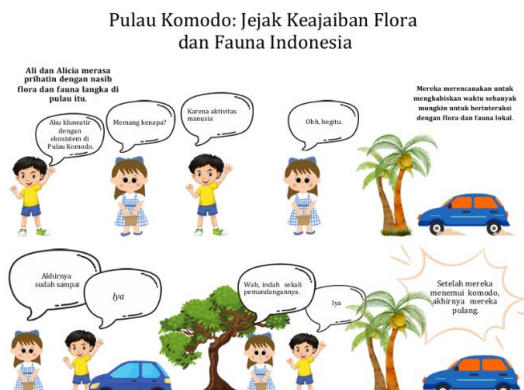 Pulau Komodo: Jejak Keajaiban Flora
dan Fauna Indonesia
Ali dan Alicia merasa
prihatin dengan nasib
flora dan fauna langka di
pulau itu.
Aku khawatir
dengan
ekosistem di
Pulau Komodo.
Memang kenapa?
Karena aktivitas
manusia
Ohh, begitu.
Mereka merencanakan untuk
menghabiskan waktu sebanyak
mungkin untuk berinteraksi
dengan flora dan fauna lokal.
Akhirnya
sudah sampai
Iya
Wah, indah sekali
pemandangannya.
Iya
Setelah mereka
menemui komodo,
akhirnya mereka
pulang.